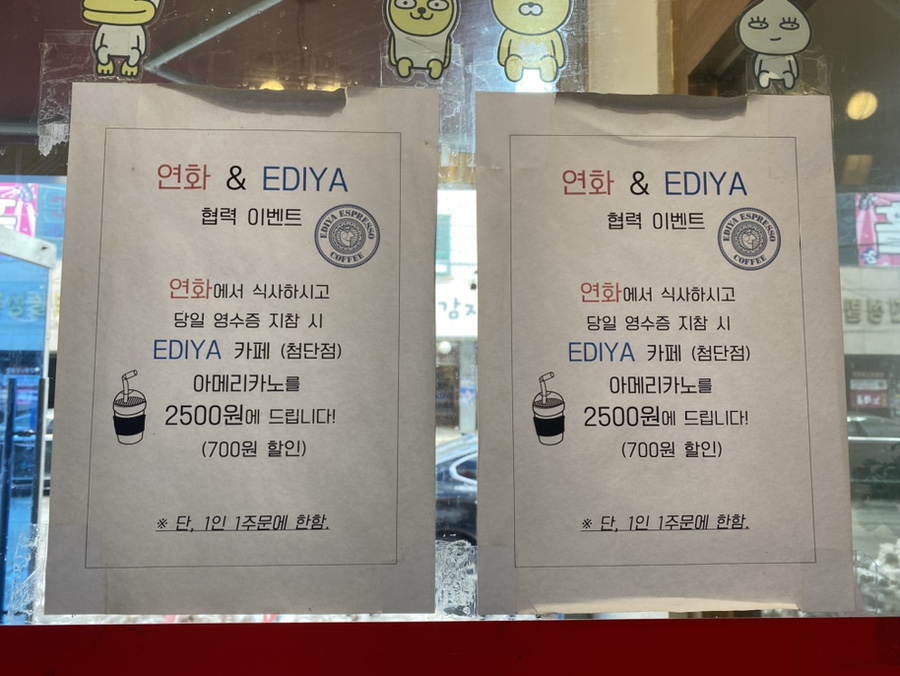 연화 & EDIYA
협력 이벤트
EDIYA ESPRESSO
COFFEE
연화에서 식사하시고
당일 영수증 지참 시
EDIYA 카페 (첨단점)
아메리카노를
2500원에 드립니다!
(700원 할인)
※ 단, 1인 1주문에 한함.
연화 & EDIYA
협력 이벤트
EDIYA ESPRESSO
COFFEE
연화에서 식사하시고
당일 영수증 지참 시
EDIYA 카페 (첨단점)
아메리카노를
2500원에 드립니다!
(700원 할인)
※ 단, 1인 1주문에 한함.
감자